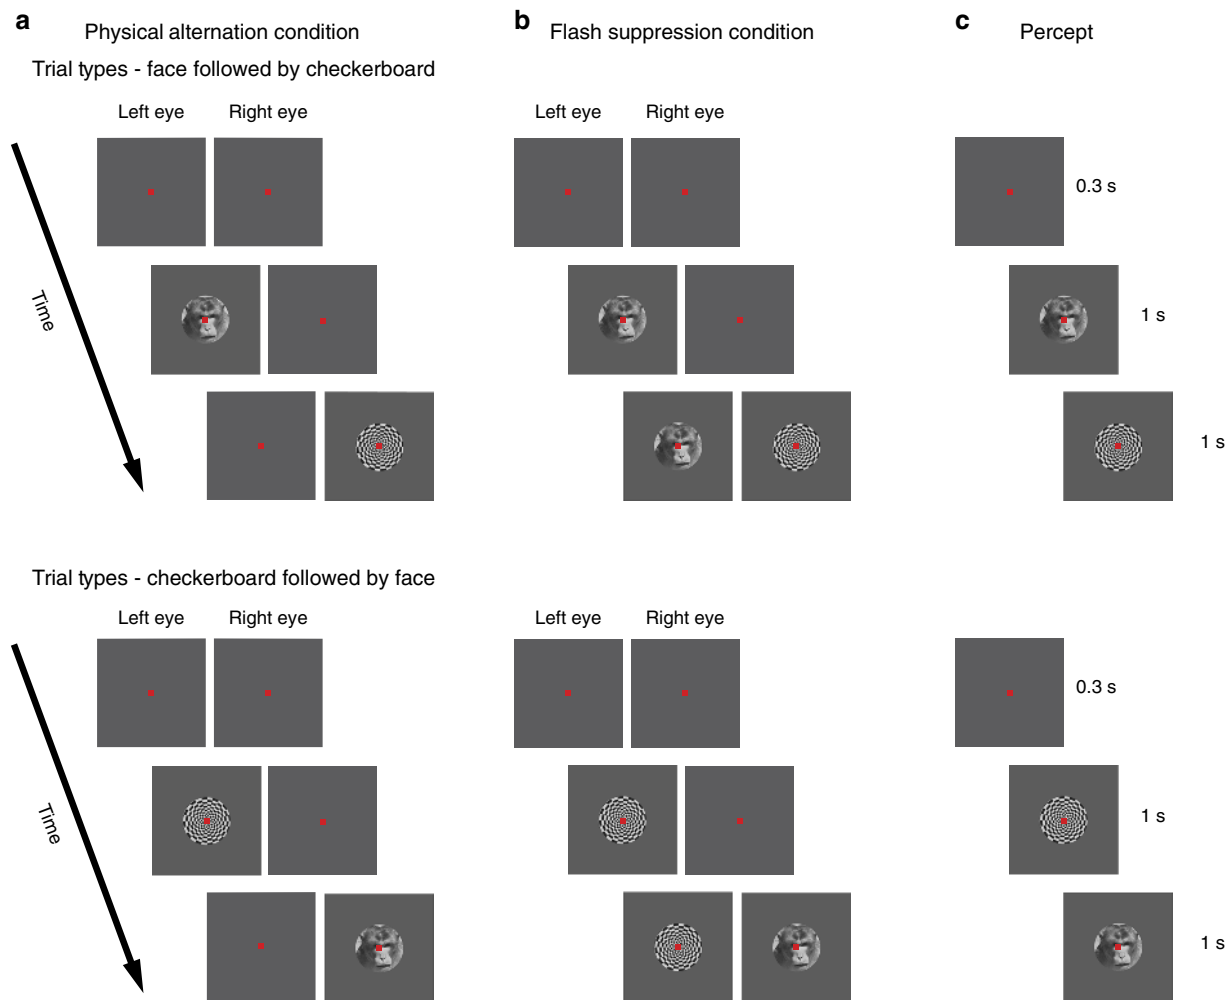 a
Physical alternation condition
b
Flash suppression condition
c
Percept
Trial types - face followed by checkerboard
Left eye
Right eye
Left eye
Right eye
0.3 s
Time
1 s
1 s
Trial types - checkerboard followed by face
Left eye
Right eye
Left eye
Right eye
0.3 s
Time
1 s
1 s